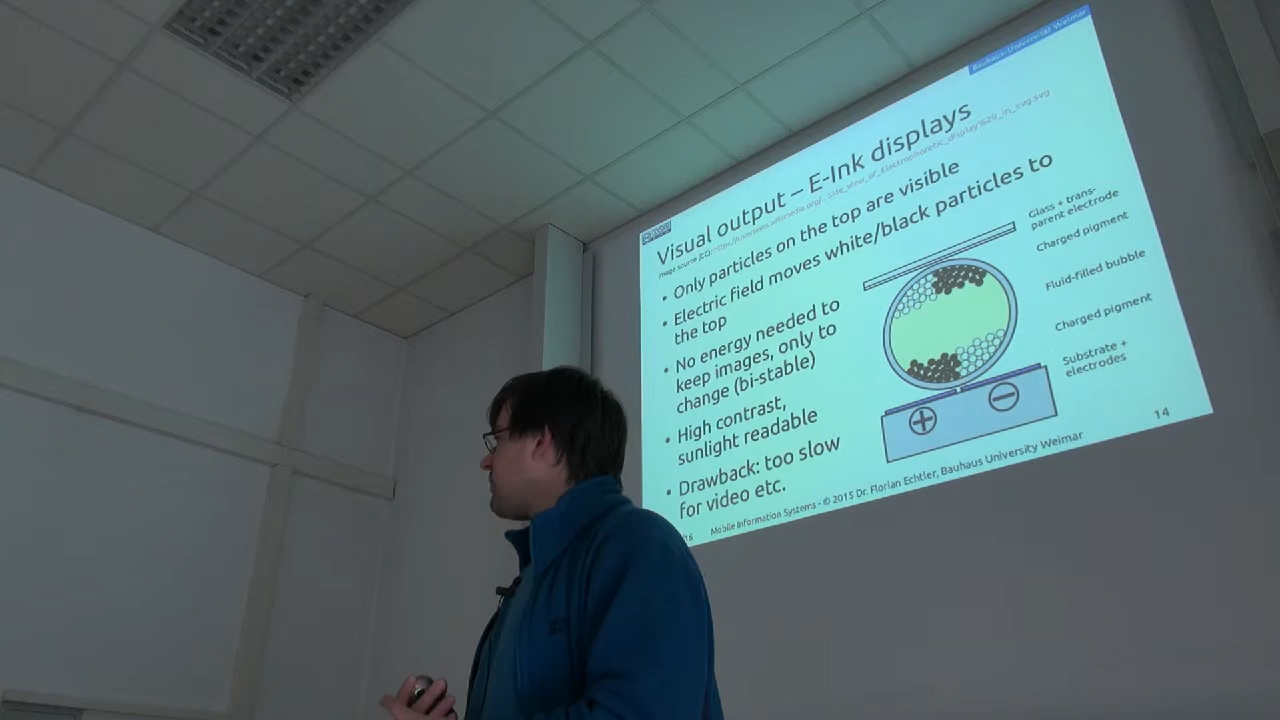 Bauhaus-Universität Weimar
Visual output – E-Ink displays
Only particles on the top are visible
• Electric field moves white/black particles to
the top
• No energy needed to
keep images, only to
change (bi-stable)
• High contrast,
sunlight readable
• Drawback: too slow
for video etc.
Glass + trans-
parent electrode
Charged pigment
Fluid-filled bubble
Charged pigment
Substrate +
electrodes
+ −
Mobile Information Systems - © 2015 Dr. Florian Echtler, Bauhaus University Weimar
14